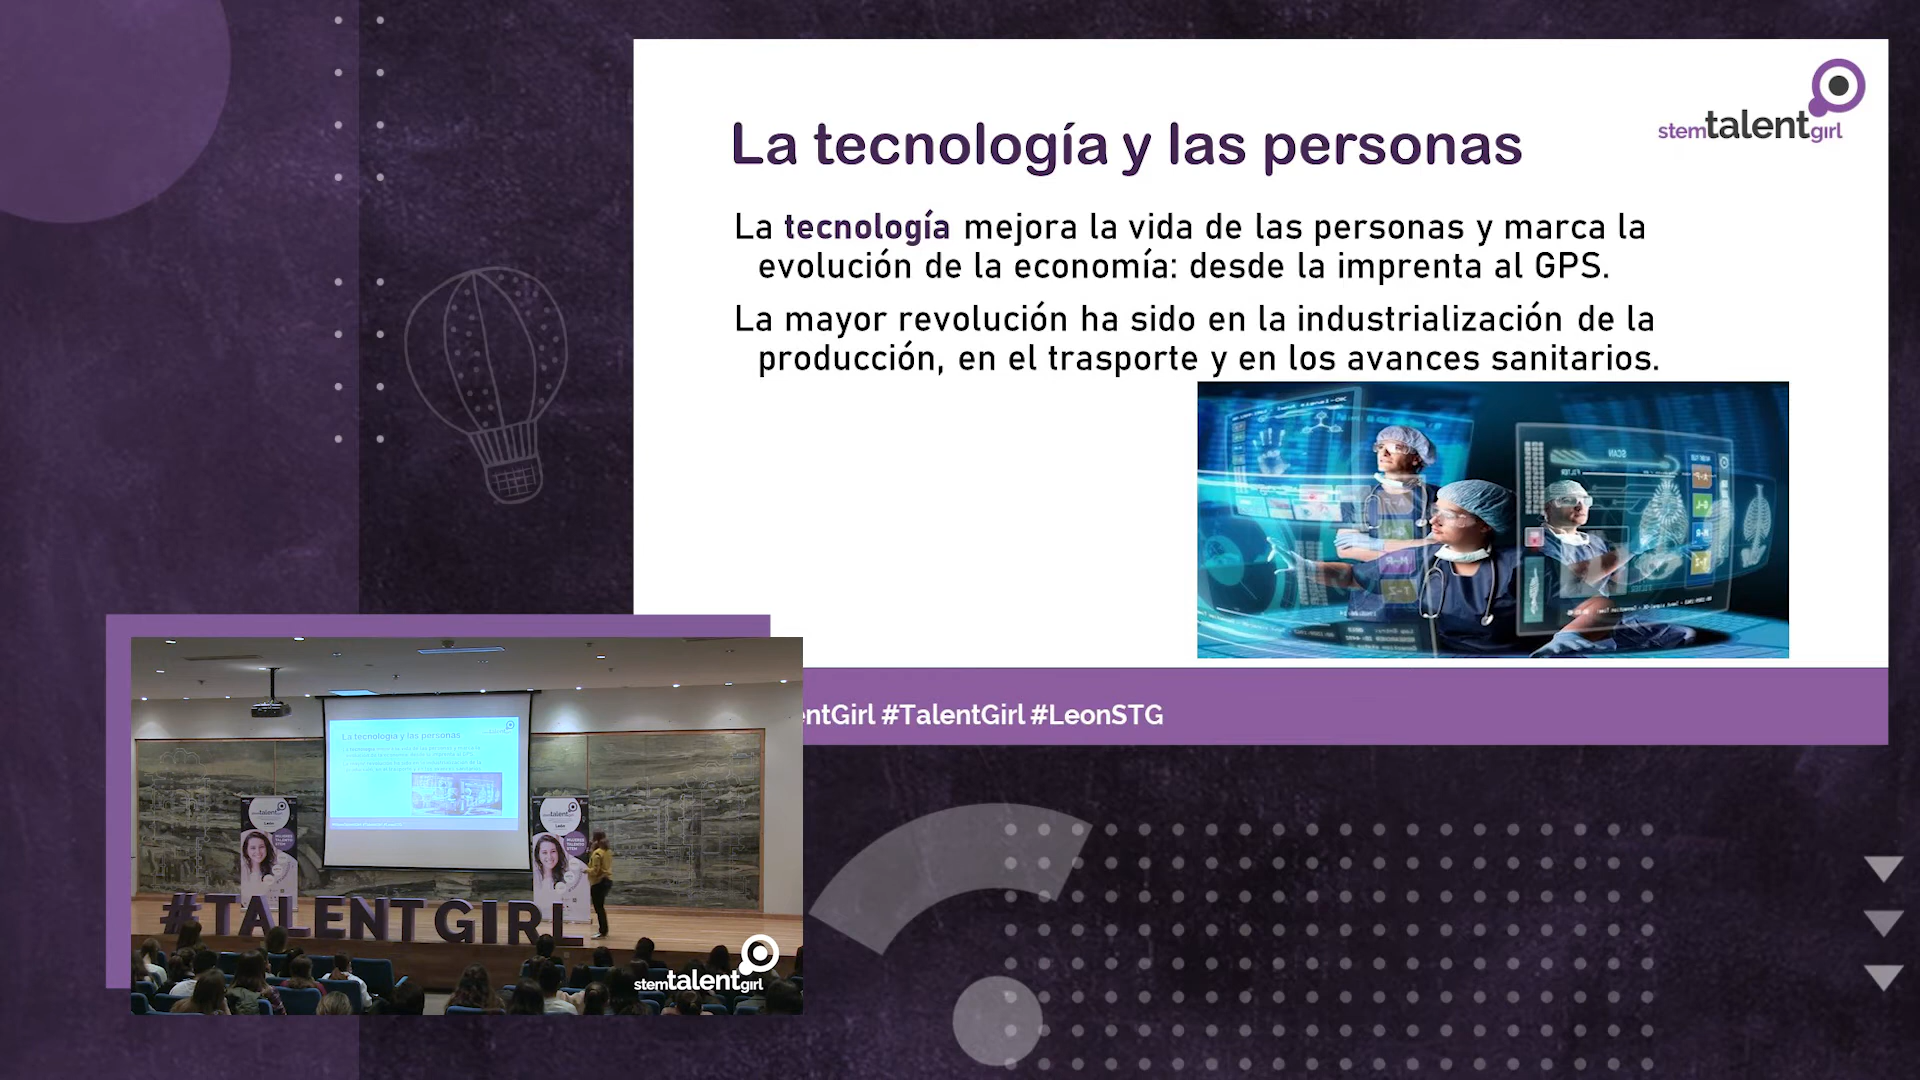 La tecnología y las personas
stemtalentgirl
La tecnología mejora la vida de las personas y marca la
evolución de la economía: desde la imprenta al GPS.
La mayor revolución ha sido en la industrialización de la
producción, en el trasporte y en los avances sanitarios.
SCAN
FILTER
entGirl #TalentGirl #LeonSTG
La tecnología y las personas
#TALENT GIRL
stemtalentgirl